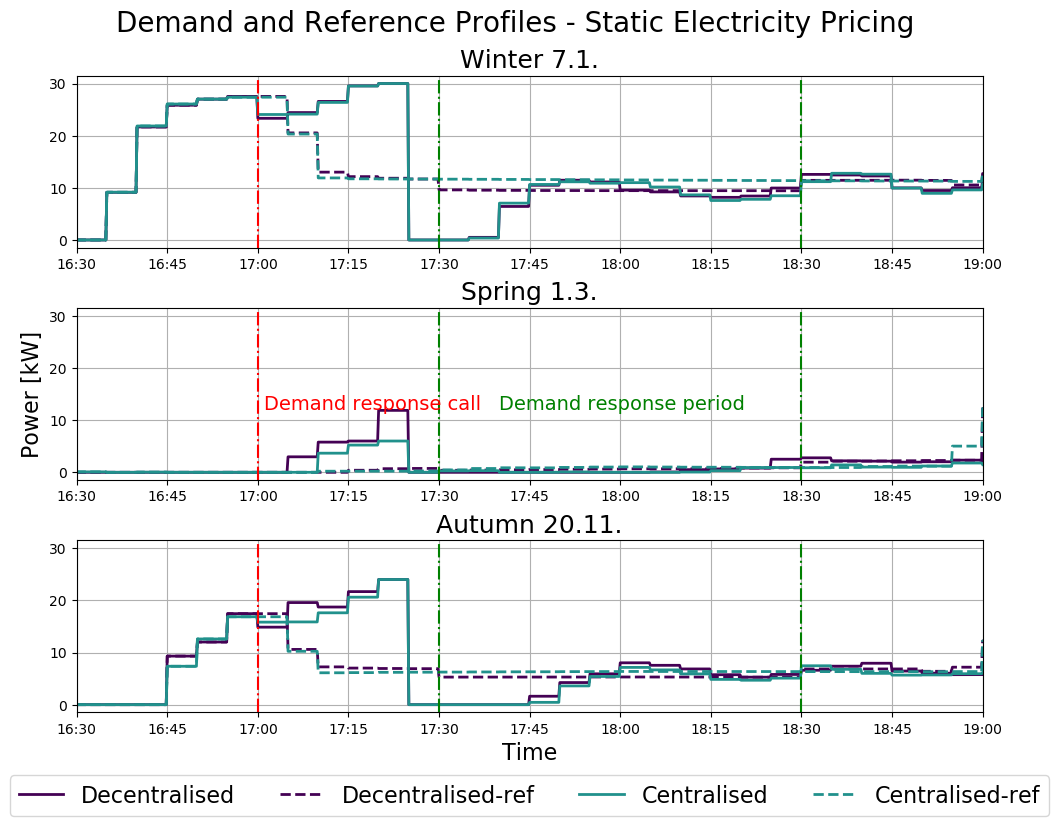 Demand and Reference Profiles - Static Electricity Pricing
Winter 7.1.
30
20
10
0
16:30 16:45 17:00 17:15 17:30 17:45 18:00 18:15 18:30 18:45 19:00
Spring 1.3.
Power [kW]
30
20
10
0
Demand response call Demand response period
16:30 16:45 17:00 17:15 17:30 17:45 18:00 18:15 18:30 18:45 19:00
Autumn 20.11.
30
20
10
0
16:30 16:45 17:00 17:15 17:30 17:45 18:00 18:15 18:30 18:45 19:00
Time
Decentralised Decentralised-ref Centralised Centralised-ref